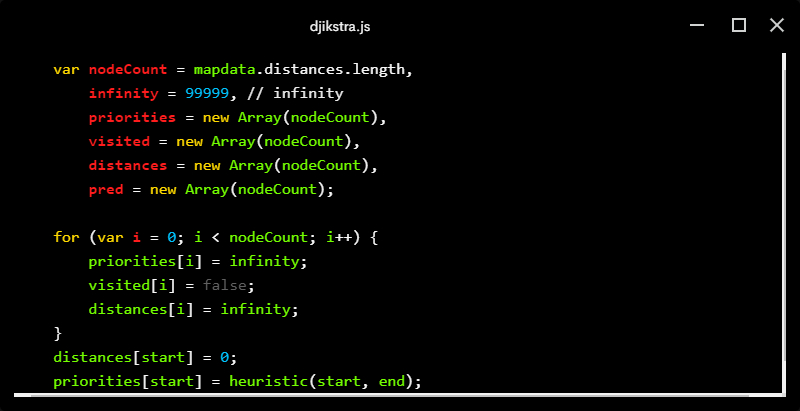 djikstra.js
var nodeCount = mapdata.distances.length,
    infinity = 99999, // infinity
    priorities = new Array(nodeCount),
    visited = new Array(nodeCount),
    distances = new Array(nodeCount),
    pred = new Array(nodeCount);

for (var i = 0; i < nodeCount; i++) {
    priorities[i] = infinity;
    visited[i] = false;
    distances[i] = infinity;
}
distances[start] = 0;
priorities[start] = heuristic(start, end);